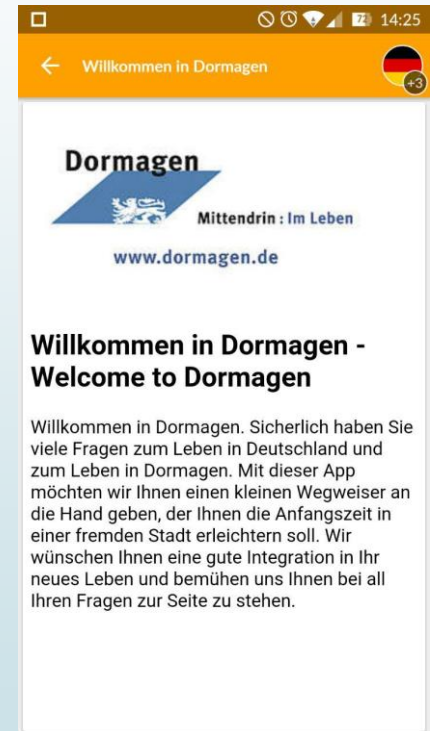 72 14:25
Willkommen in Dormagen
+3
Dormagen
Mittendrin : Im Leben
www.dormagen.de
Willkommen in Dormagen -
Welcome to Dormagen
Willkommen in Dormagen. Sicherlich haben Sie
viele Fragen zum Leben in Deutschland und
zum Leben in Dormagen. Mit dieser App
möchten wir Ihnen einen kleinen Wegweiser an
die Hand geben, der Ihnen die Anfangszeit in
einer fremden Stadt erleichtern soll. Wir
wünschen Ihnen eine gute Integration in Ihr
neues Leben und bemühen uns Ihnen bei all
Ihren Fragen zur Seite zu stehen.